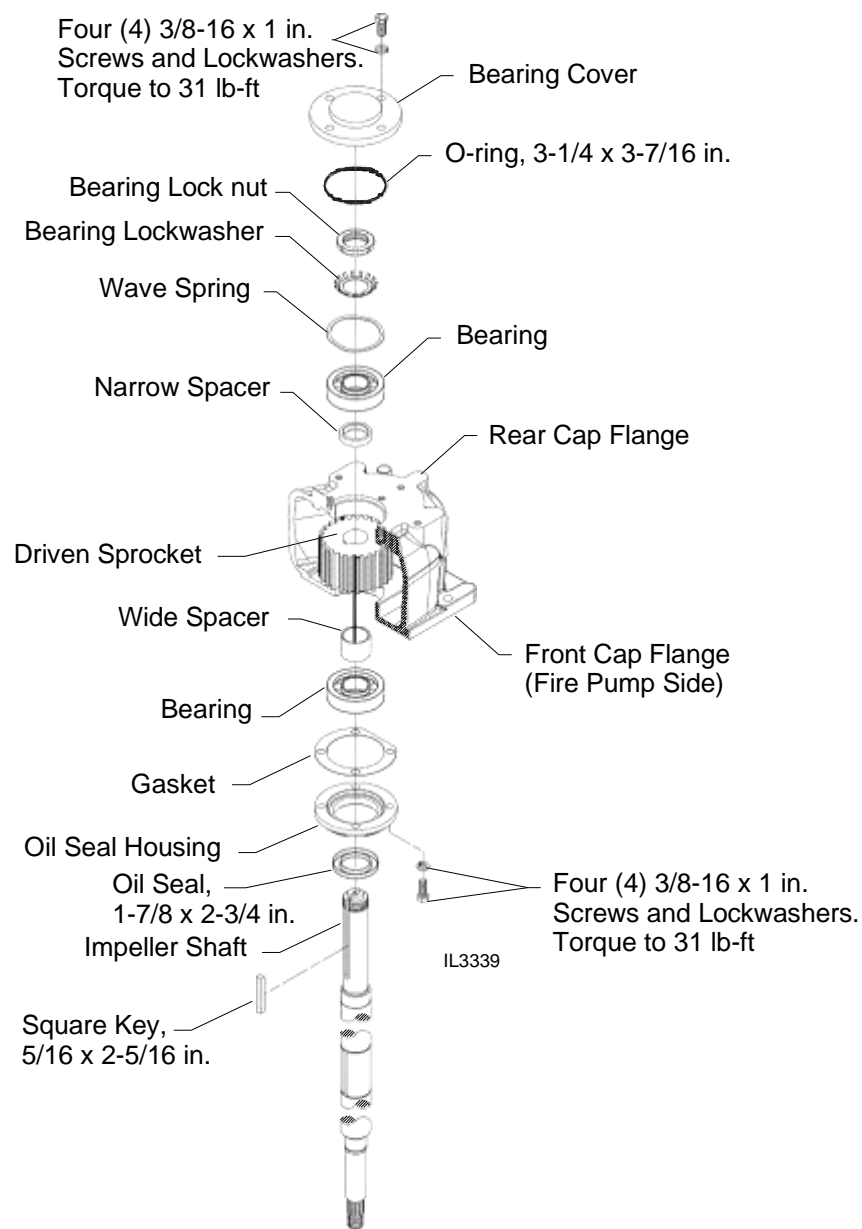 Four (4) 3/8-16 x 1 in.
Screws and Lockwashers.
Torque to 31 lb-ft
Bearing Cover
O-ring, 3-1/4 x 3-7/16 in.
Bearing Lock nut
Bearing Lockwasher
Wave Spring
Bearing
Narrow Spacer
Rear Cap Flange
Driven Sprocket
Wide Spacer
Front Cap Flange
(Fire Pump Side)
Bearing
Gasket
Oil Seal Housing
Oil Seal,
1-7/8 x 2-3/4 in.
Four (4) 3/8-16 x 1 in.
Screws and Lockwashers.
Torque to 31 lb-ft
Impeller Shaft
IL3339
Square Key,
5/16 x 2-5/16 in.